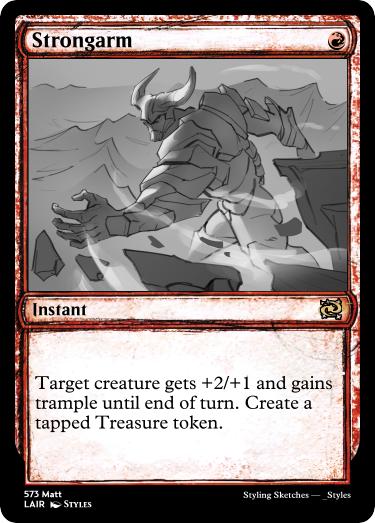 Strongarm
Instant
Target creature gets +2/+1 and gains
trample until end of turn. Create a
tapped Treasure token.
573 Matt
LAIR Styles
Styling Sketches — _Styles